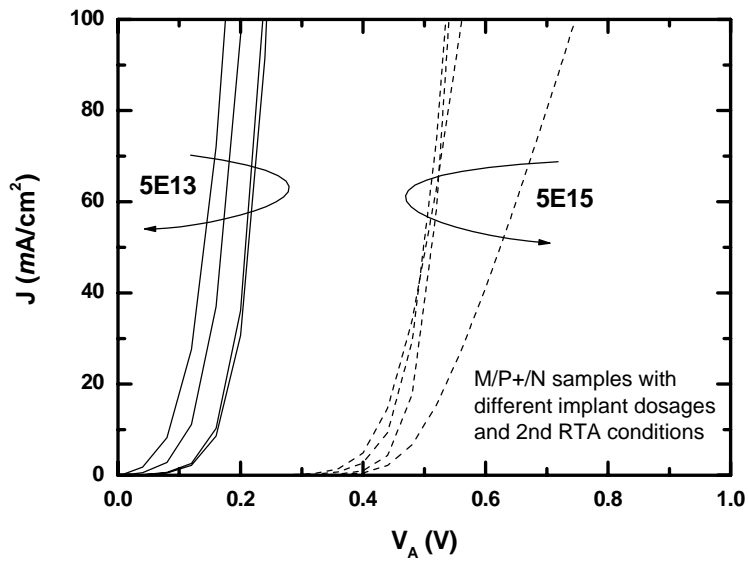 100
80
60
40
20
0
J (mA/cm²)
5E13
5E15
M/P+/N samples with
different implant dosages
and 2nd RTA conditions
0.0 0.2 0.4 0.6 0.8 1.0
V_A (V)